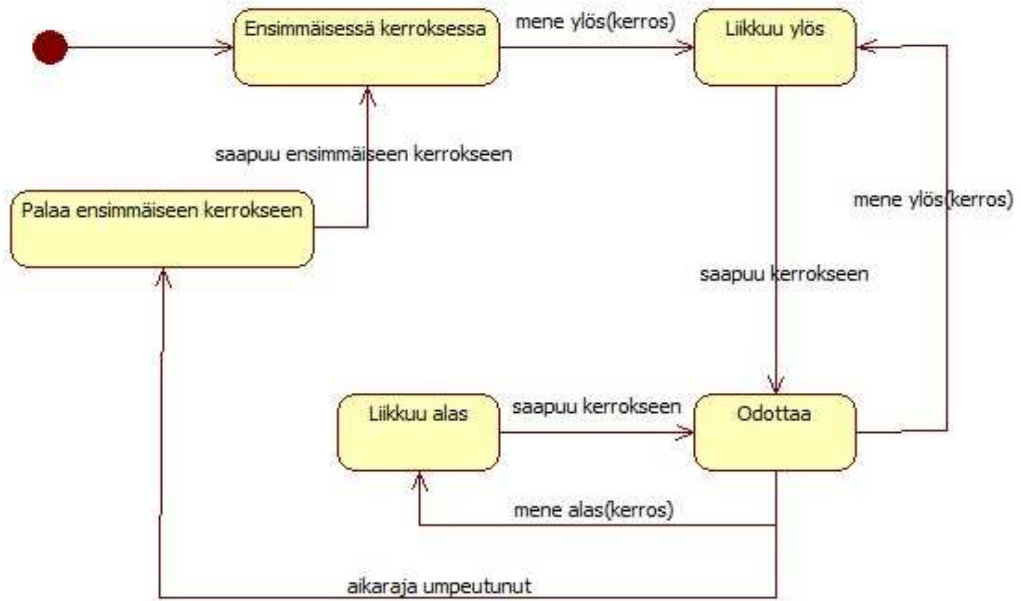 Ensimmäisessä kerroksessa
mene ylös(kerros)
Liikkuu ylös
saapuu ensimmäiseen kerrokseen
Palaa ensimmäiseen kerrokseen
mene ylös(kerros)
saapuu kerrokseen
Liikkuu alas
saapuu kerrokseen
Odottaa
mene alas(kerros)
aikaraja umpeutunut